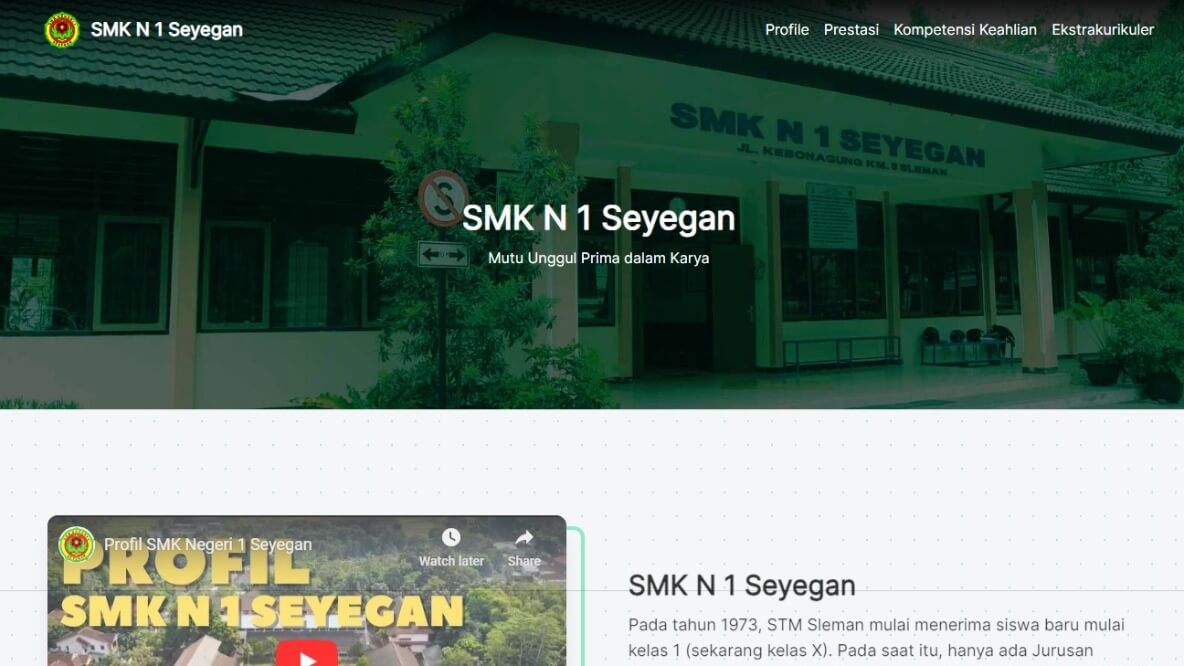 SMK N 1 Seyegan
Profile Prestasi Kompetensi Keahlian Ekstrakurikuler
SMK N 1 SEYEGAN
JL. KEBONAGUNG KM. 8 SLEMAN
S
SMK N 1 Seyegan
Mutu Unggul Prima dalam Karya
Profil SMK Negeri 1 Seyegan
Watch later
Share
PROFIL
SMK N 1 SEYEGAN
SMK N 1 Seyegan
Pada tahun 1973, STM Sleman mulai menerima siswa baru mulai
kelas 1 (sekarang kelas X). Pada saat itu, hanya ada Jurusan